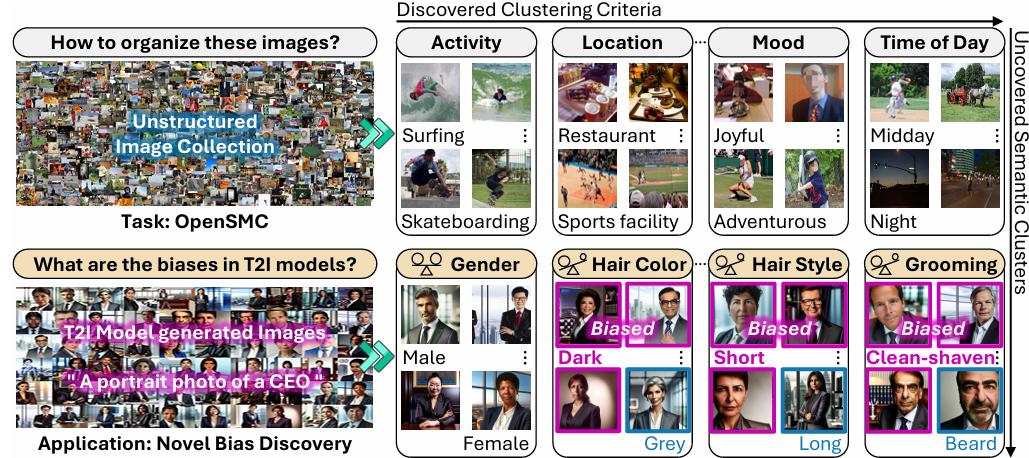 Discovered Clustering Criteria
How to organize these images?
Unstructured
Image Collection
Task: OpenSMC
Activity
Surfing
Skateboarding
Location
Restaurant
Sports facility
...
Mood
Joyful
Adventurous
Time of Day
Midday
Night
Uncovered Semantic Clusters
What are the biases in T2I models?
T2I Model generated Images
"A portrait photo of a CEO"
Application: Novel Bias Discovery
Gender
Male
Female
Hair Color
Biased
Dark
Grey
...
Hair Style
Biased
Short
Long
Grooming
Biased
Clean-shaven
Beard